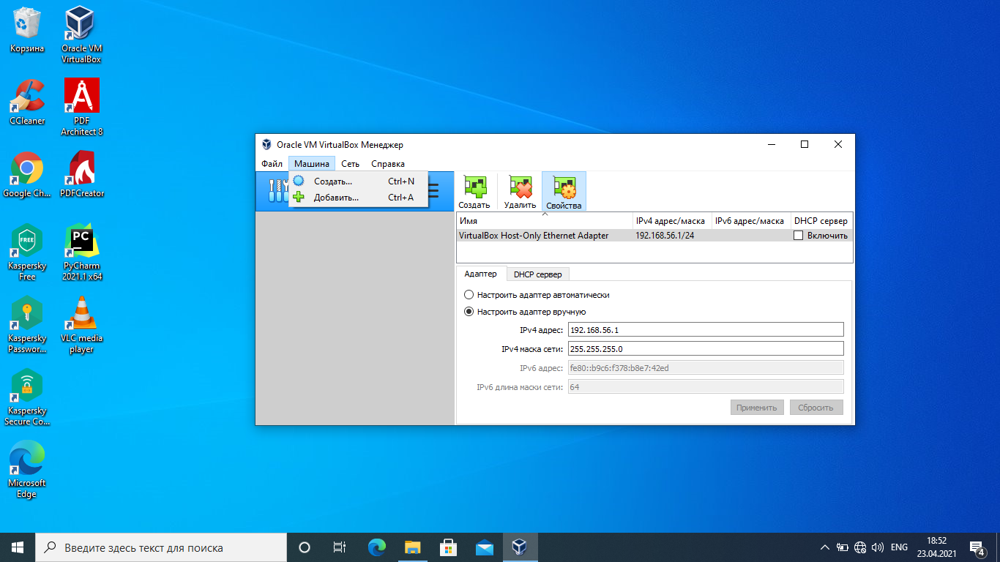 Корзина
Oracle VM
VirtualBox
CCleaner
PDF
Architect 8
Google Ch...
PDFCreator
FREE
Kaspersky
Free
PC
PyCharm
2021.1 x64
Kaspersky
Passwor...
VLC media
player
Kaspersky
Secure Co...
Microsoft
Edge
Oracle VM VirtualBox Менеджер
Файл Машина Сеть Справка
Создать... Ctrl+N
Добавить... Ctrl+A
Создать Удалить Свойства
Имя IPv4 адрес/маска IPv6 адрес/маска DHCP сервер
VirtualBox Host-Only Ethernet Adapter 192.168.56.1/24 Включить
Адаптер DHCP сервер
Настроить адаптер автоматически
Настроить адаптер вручную
IPv4 адрес: 192.168.56.1
IPv4 маска сети: 255.255.255.0
IPv6 адрес: fe80::b9c6:f378:b8e7:42ed
IPv6 длина маски сети: 64
Применить Сбросить
Введите здесь текст для поиска
ENG
18:52
23.04.2021
4